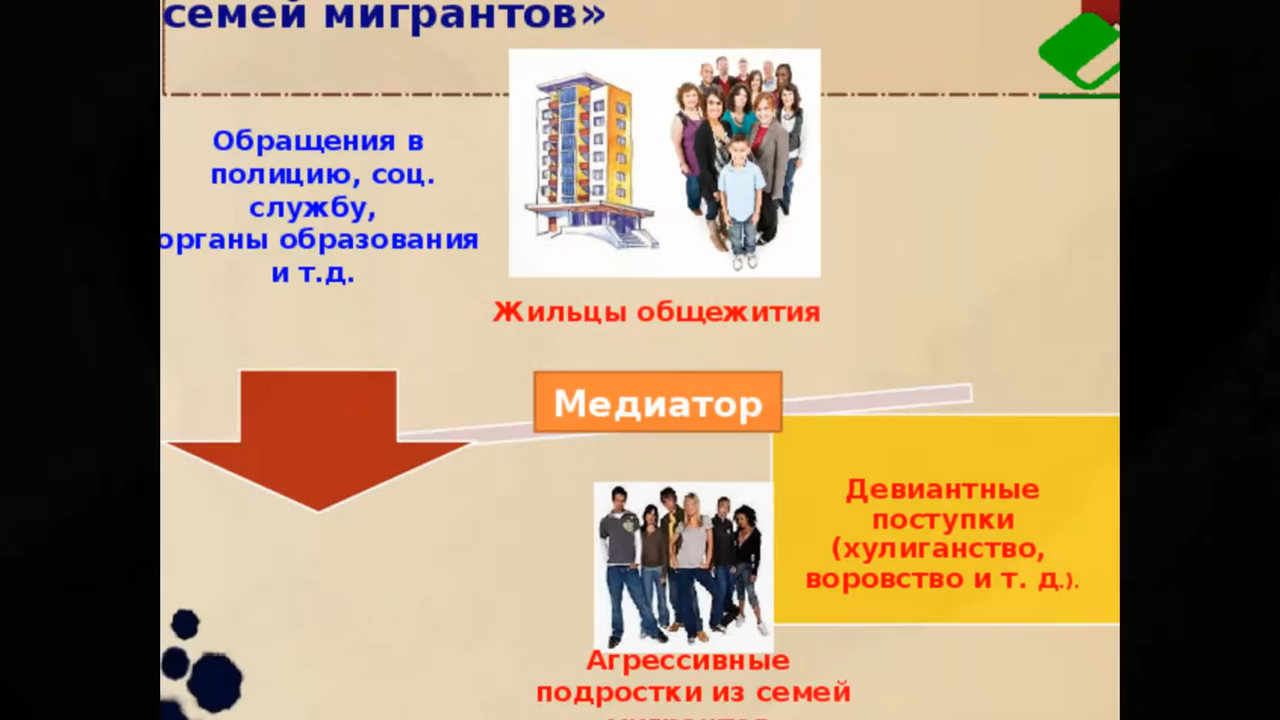 семей мигрантов»
Обращения в
полицию, соц.
службу,
органы образования
и т.д.
Жильцы общежития
Медиатор
Девиантные
поступки
(хулиганство,
воровство и т. д.).
Агрессивные
подростки из семей